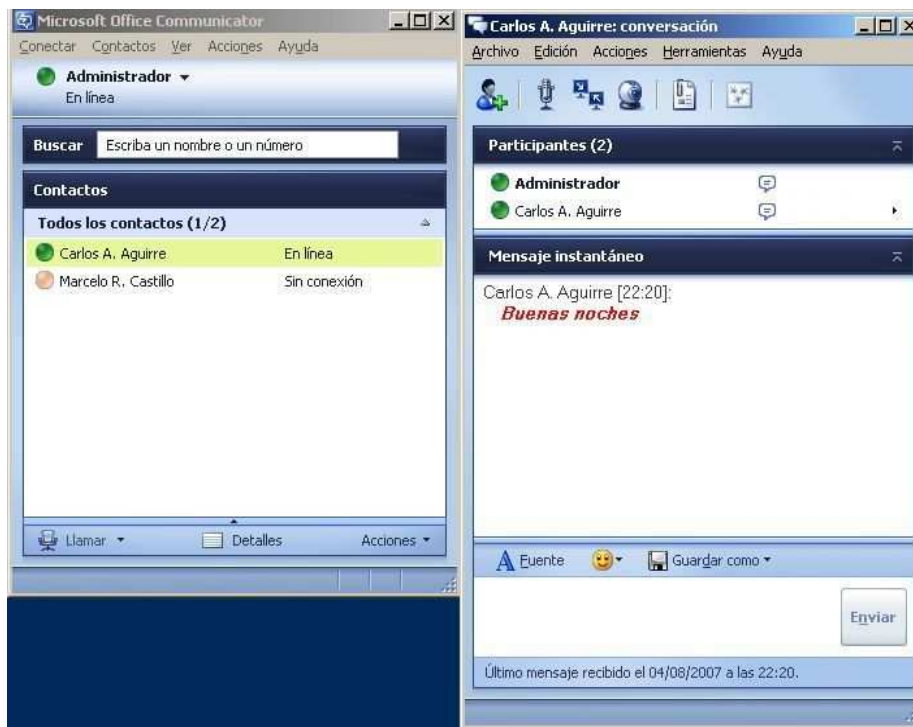 Microsoft Office Communicator
Conectar Contactos Ver Acciones Ayuda
Administrador
En línea
Buscar Escriba un nombre o un número
Contactos
Todos los contactos (1/2)
Carlos A. Aguirre En línea
Marcelo R. Castillo Sin conexión
Llamar Detalles Acciones
Carlos A. Aguirre: conversación
Archivo Edición Acciones Herramientas Ayuda
Participantes (2)
Administrador
Carlos A. Aguirre
Mensaje instantáneo
Carlos A. Aguirre [22:20]:
Buenas noches
Fuente Guardar como
Enviar
Último mensaje recibido el 04/08/2007 a las 22:20.